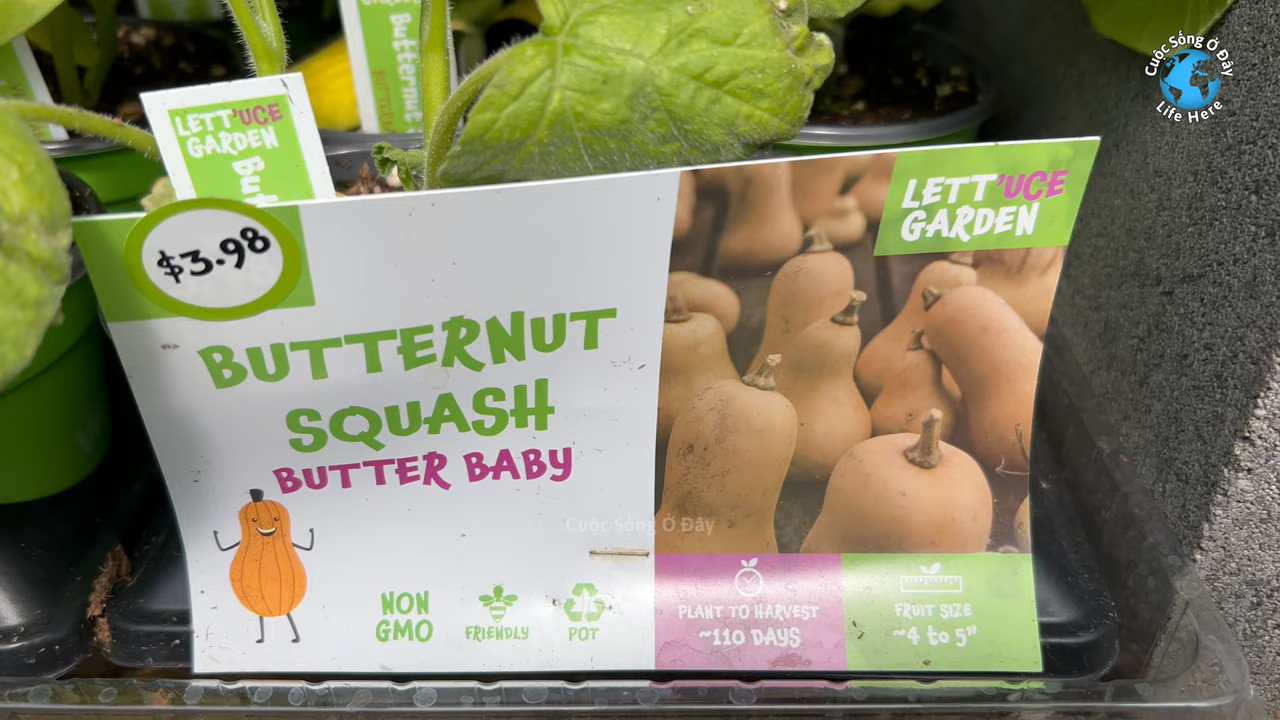 Cuộc Sống Ở Đây
Life Here
LETT'UCE
GARDEN
Butternut
LETT'UCE
GARDEN
$3.98
BUTTERNUT
SQUASH
BUTTER BABY
Cuộc Sống Ở Đây
NON
GMO
FRIENDLY
POT
PLANT TO HARVEST
~110 DAYS
FRUIT SIZE
~4 to 5"